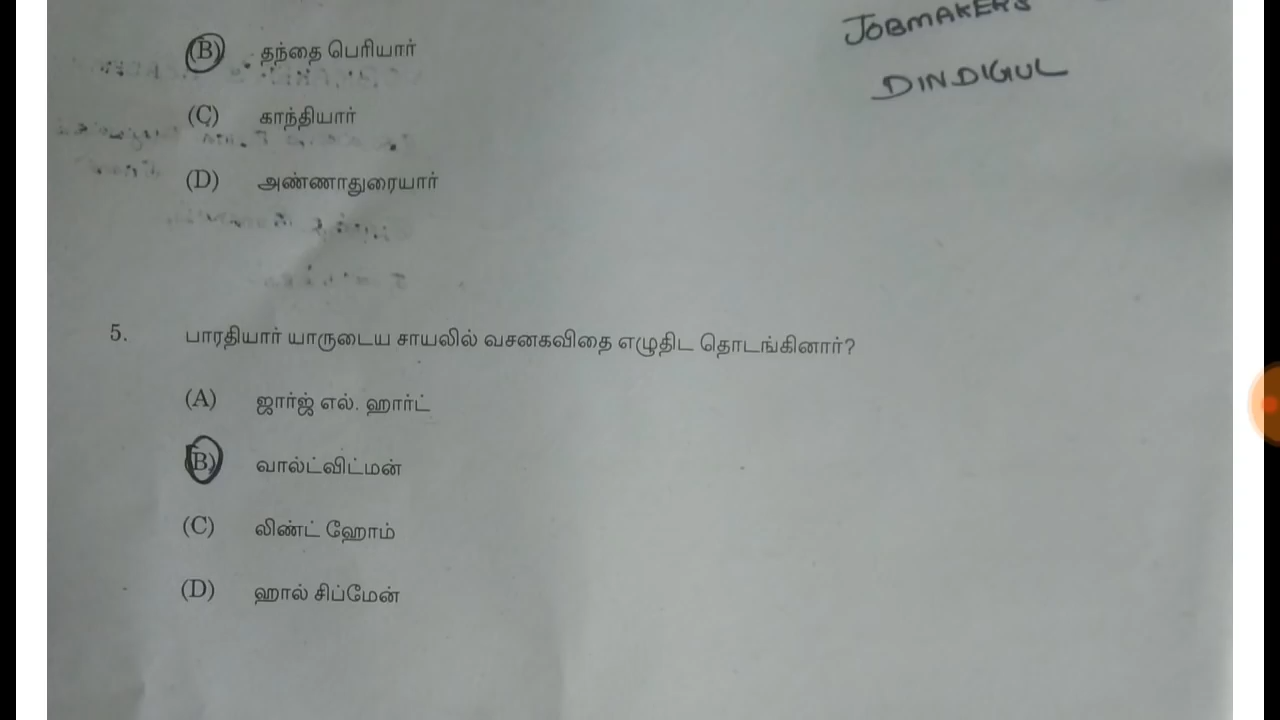 JOBMAKERS
(B) தந்தை பெரியார்
DINDIGUL
(C) காந்தியார்
(D) அண்ணாதுரையார்
5. பாரதியார் யாருடைய சாயலில் வசனகவிதை எழுதிட தொடங்கினார்?
(A) ஜார்ஜ் எல். ஹார்ட்
(B) வால்ட்விட்மன்
(C) லிண்ட் ஹோம்
(D) ஹால் சிப்மேன்